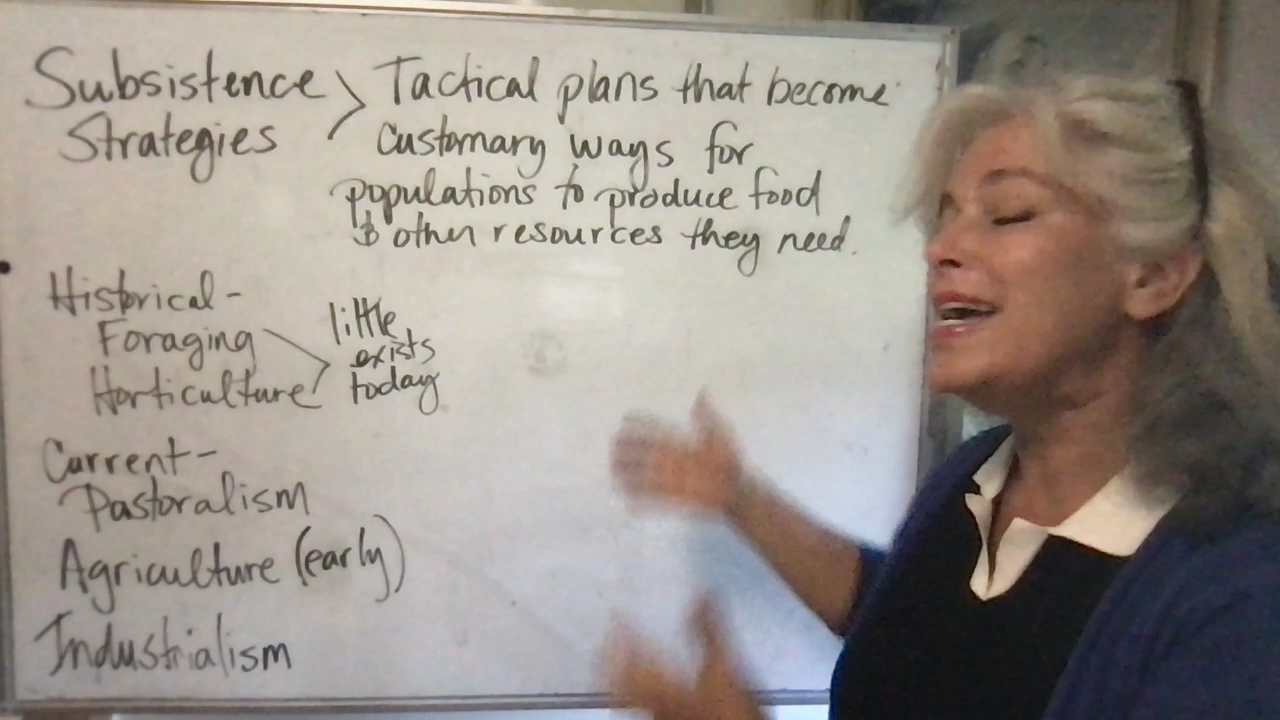 Subsistence
Strategies
Tactical plans that become
Customary ways for
populations to produce food
& other resources they need.
Historical -
Foraging
Horticulture
little
exists
today
Current -
Pastoralism
Agriculture (early)
Industrialism